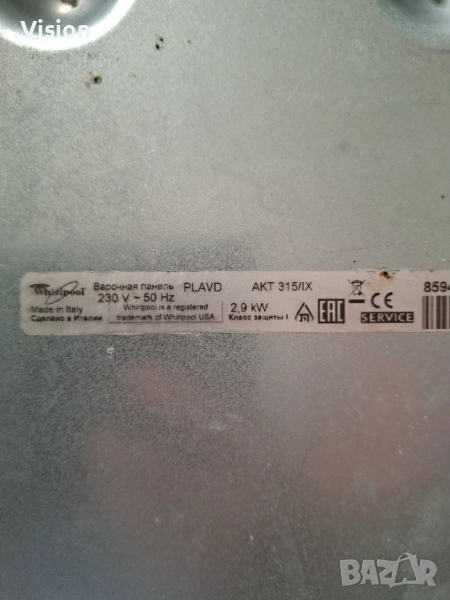 Vision
Whirlpool
Варочная панель PLAVD AKT 315/IX
230 V ~ 50 Hz
8594
Made in Italy
Сделано в Италии
Whirlpool is a registered
trademark of Whirlpool USA
2,9 kW
Класс защиты I
EAC
CE
SERVICE
BAZAR